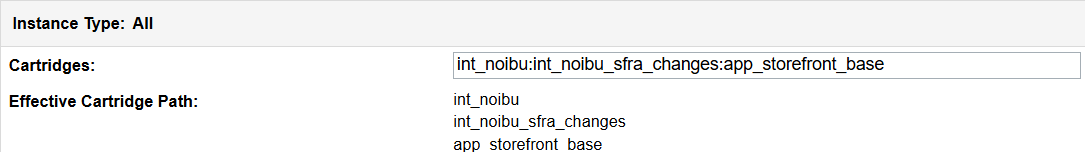 Instance Type: All
Cartridges: int_noibu:int_noibu_sfra_changes:app_storefront_base
Effective Cartridge Path: int_noibu
int_noibu_sfra_changes
app_storefront_base